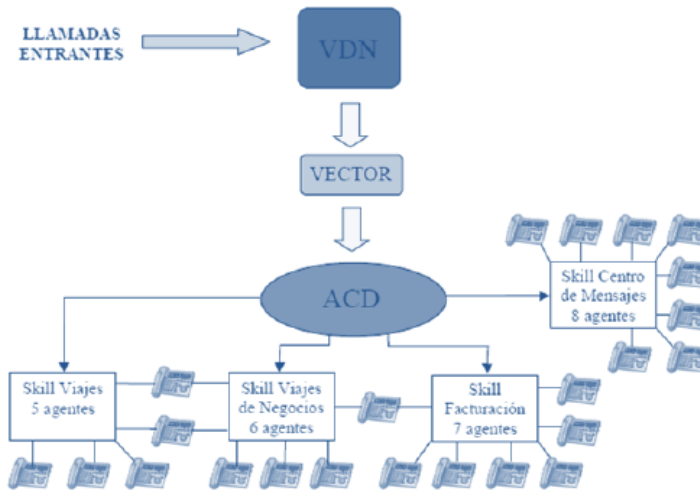 LLAMADAS
ENTRANTES
VDN
VECTOR
ACD
Skill Centro
de Mensajes
8 agentes
Skill Viajes
5 agentes
Skill Viajes
de Negocios
6 agentes
Skill
Facturación
7 agentes